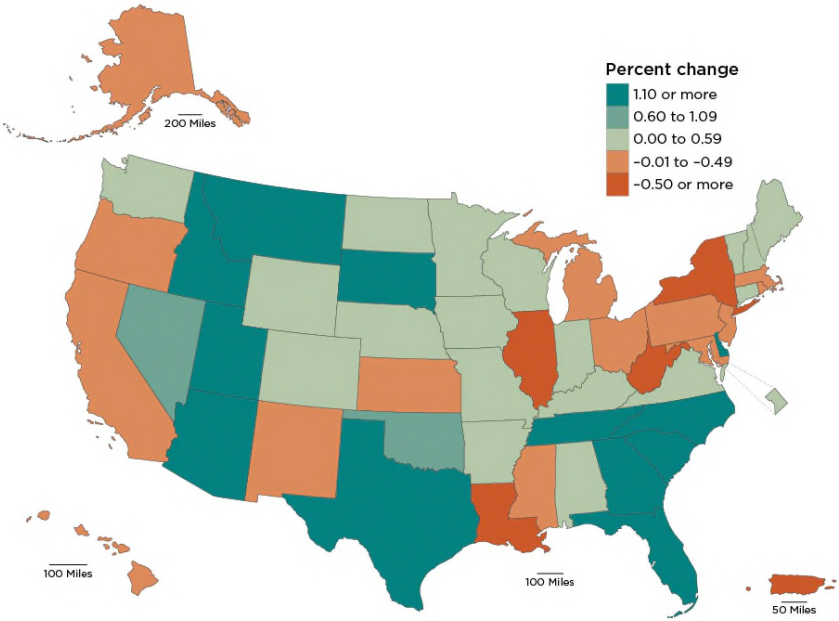 Percent change
1.10 or more
0.60 to 1.09
0.00 to 0.59
-0.01 to -0.49
-0.50 or more
200 Miles
100 Miles
100 Miles
50 Miles